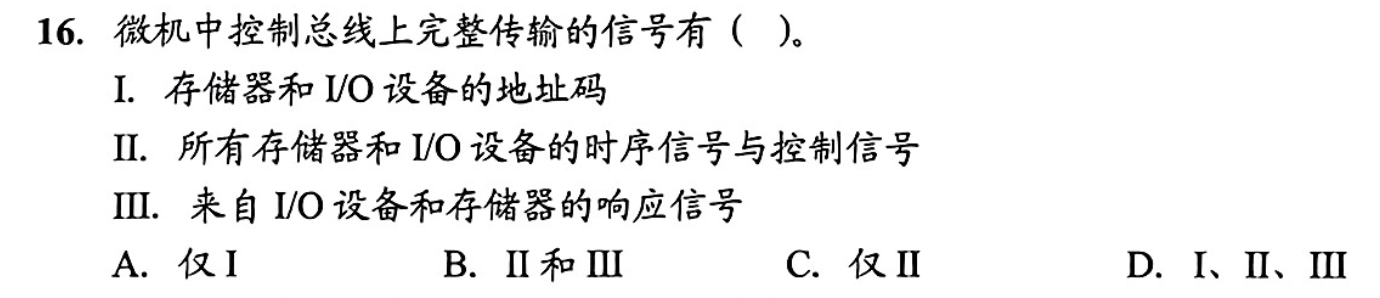 16. 微机中控制总线上完整传输的信号有（ ）。
I. 存储器和 I/O 设备的地址码
II. 所有存储器和 I/O 设备的时序信号与控制信号
III. 来自 I/O 设备和存储器的响应信号
A. 仅 I B. II 和 III C. 仅 II D. I、II、III